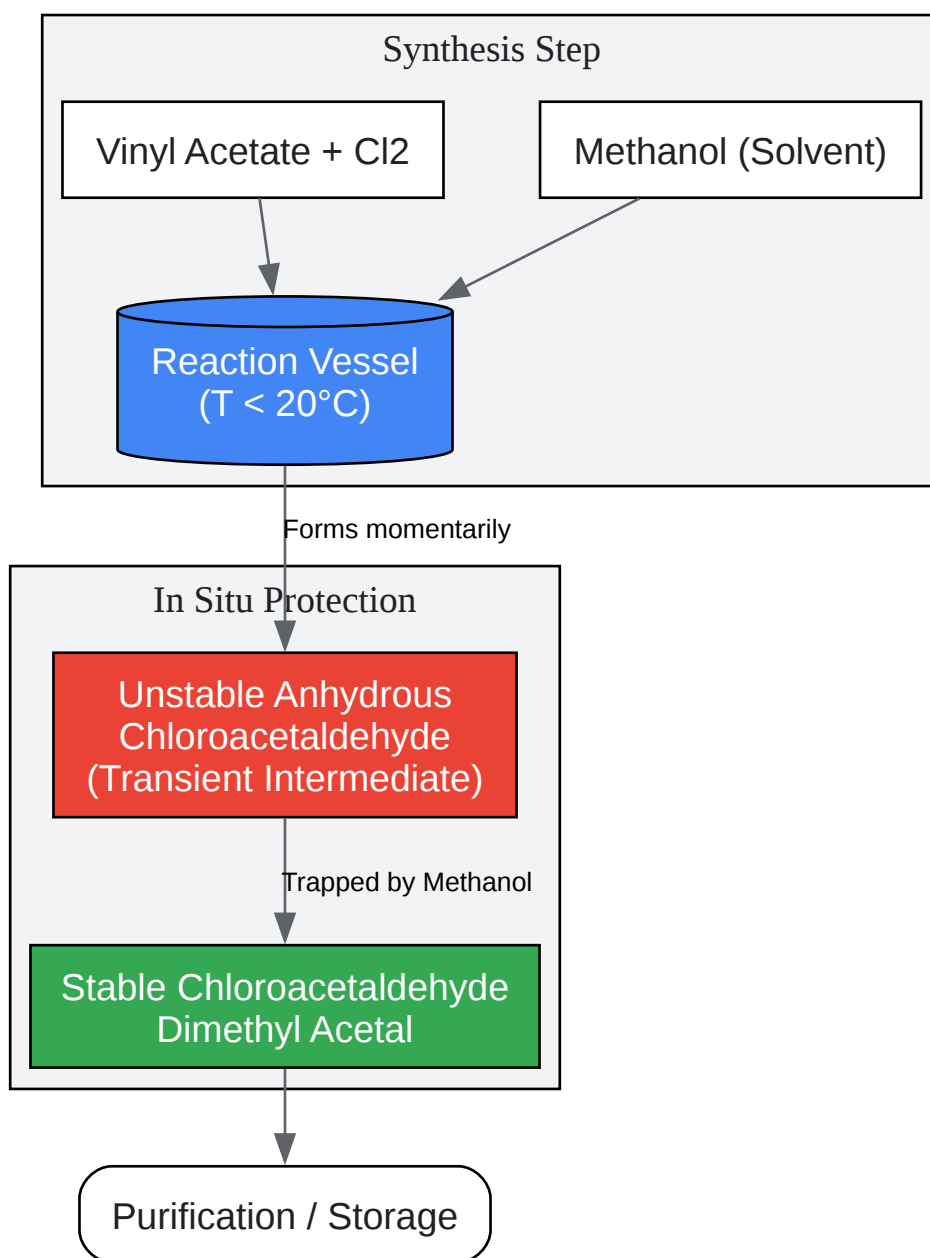 Synthesis Step
Vinyl Acetate + Cl2
Methanol (Solvent)
Reaction Vessel
(T < 20°C)
Forms momentarily
In Situ Protection
Unstable Anhydrous
Chloroacetaldehyde
(Transient Intermediate)
Trapped by Methanol
Stable Chloroacetaldehyde
Dimethyl Acetal
Purification / Storage